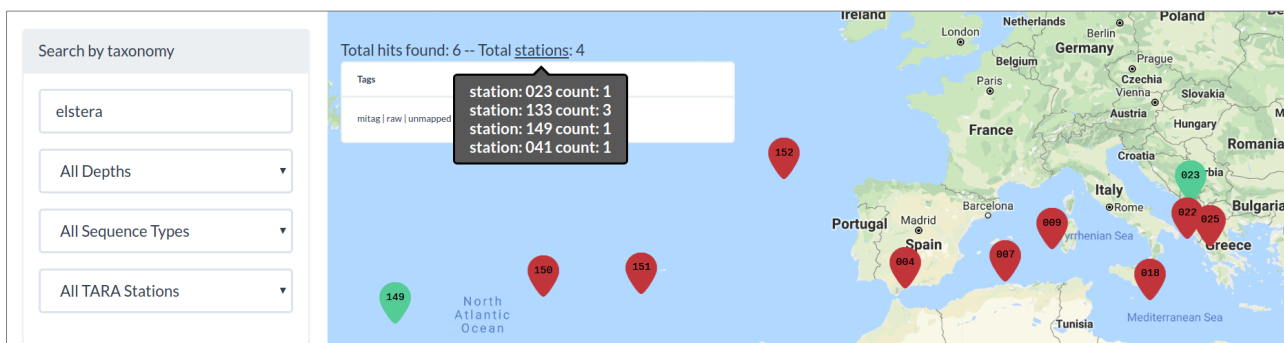 Search by taxonomy
elstera
All Depths
All Sequence Types
All TARA Stations
Total hits found: 6 -- Total stations: 4
Tags
mitag | raw | unmapped
station: 023 count: 1
station: 133 count: 3
station: 149 count: 1
station: 041 count: 1
Ireland
Netherlands
Poland
London
Berlin
Germany
Belgium
Prague
Paris
Czechia
Vienna
Slovakia
Austria
Hungary
France
Romania
Croatia
152
023
rbia
Italy
Barcelona
Rome
Bulgaria
Portugal
Madrid
009
022
025
yrrhenian Sea
Spain
Greece
004
007
018
150
151
149
North
Atlantic
Ocean
Tunisia
Mediterranean Sea